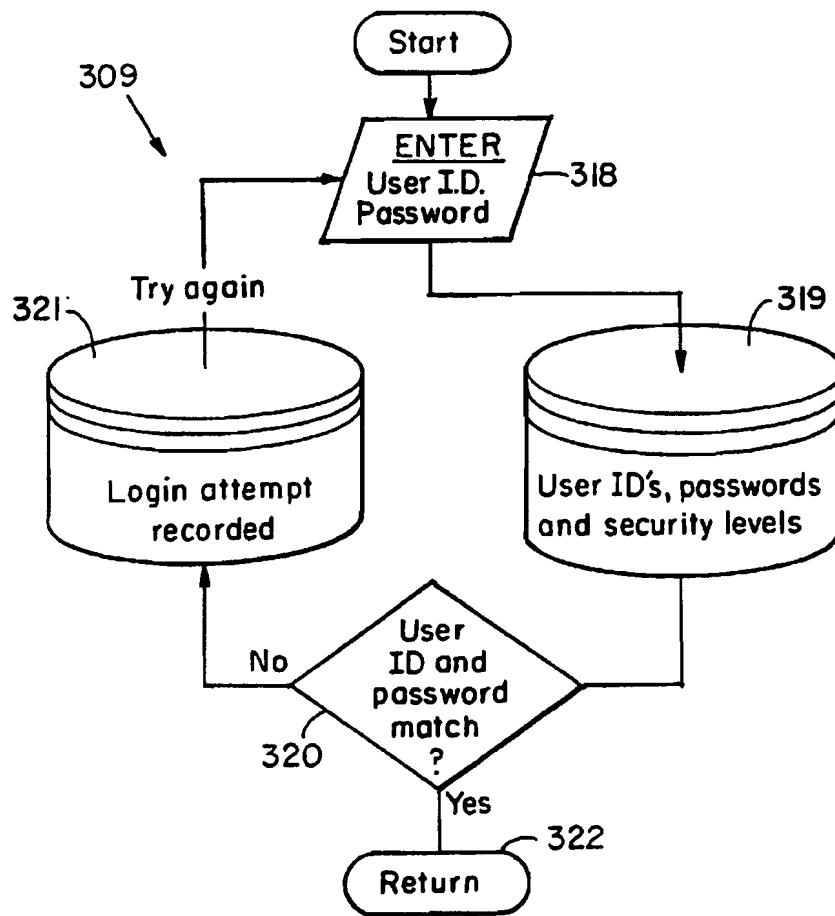 Start
309
ENTER
User I.D.
Password
318
Try again
321
319
Login attempt
recorded
User ID's, passwords
and security levels
No
User
ID and
password
match
?
320
Yes
322
Return